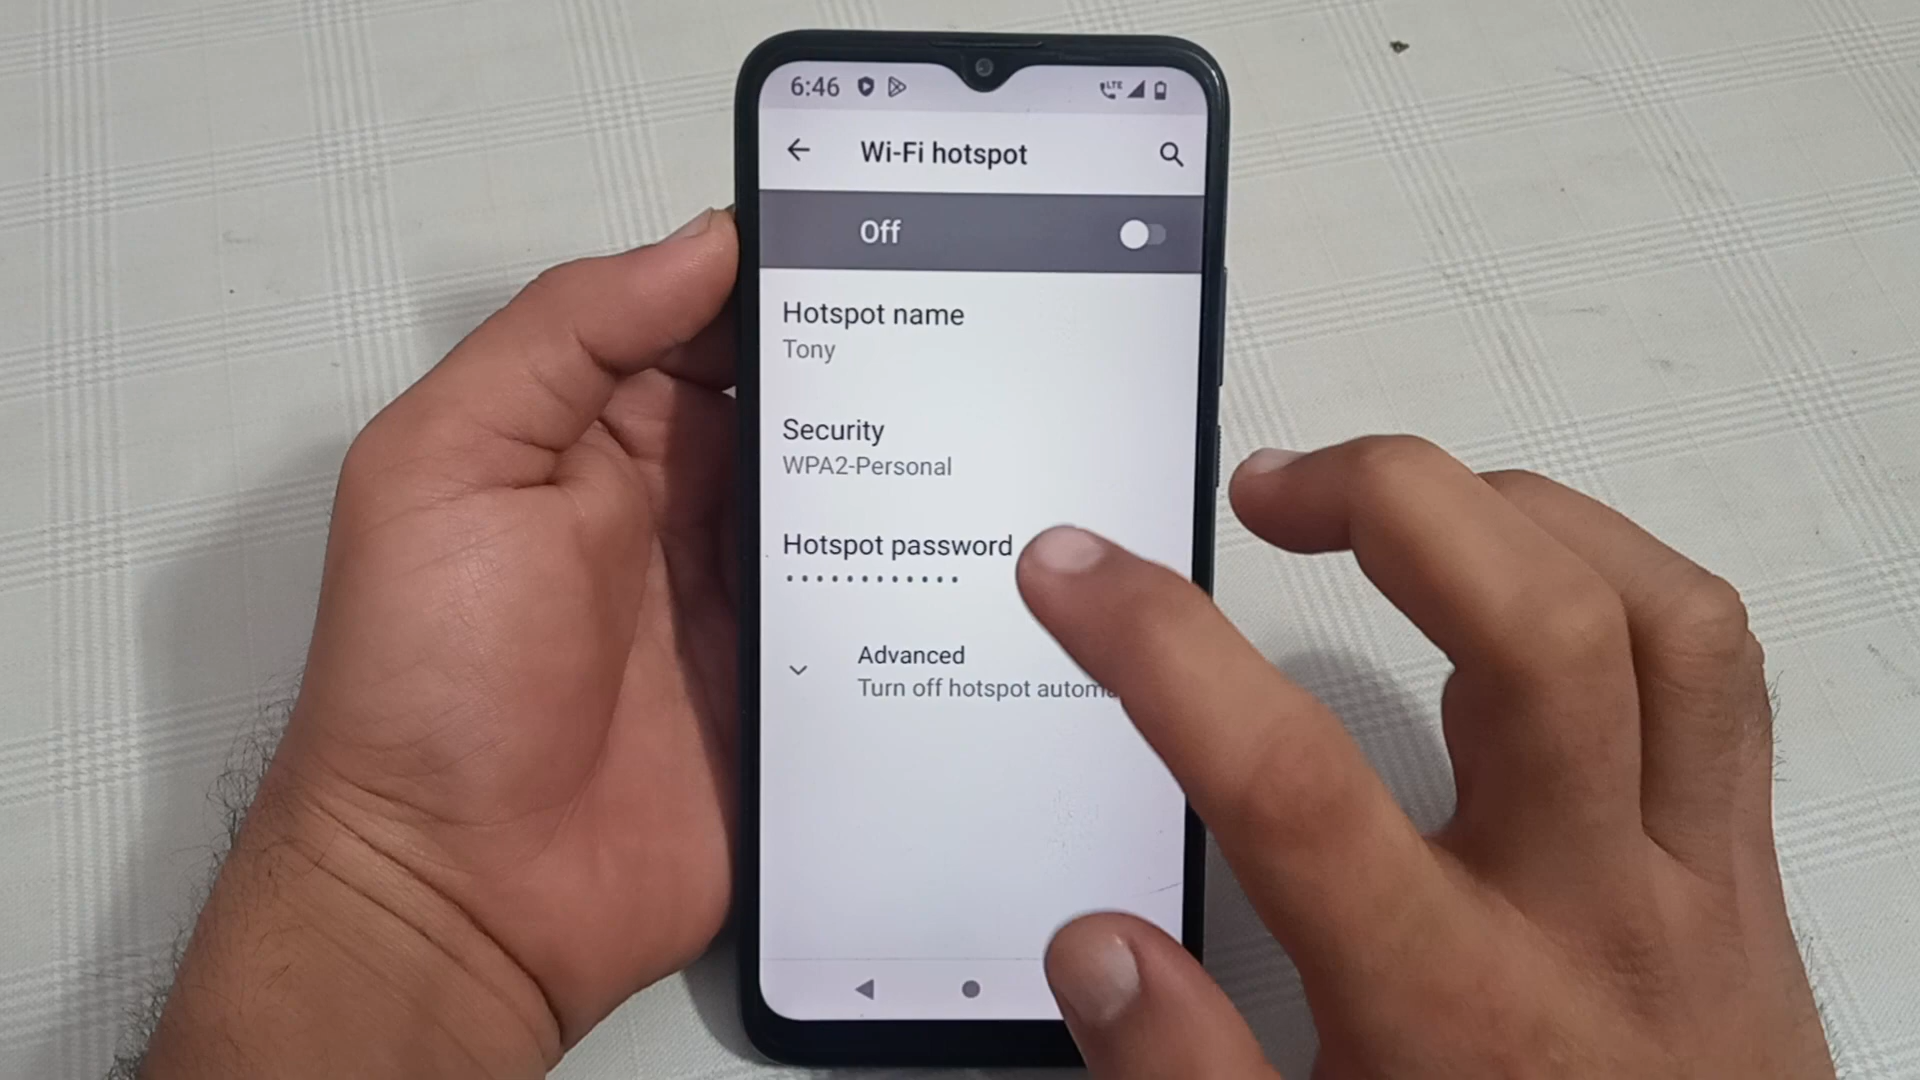 6:46 LTE
Wi-Fi hotspot
Off
Hotspot name
Tony
Security
WPA2-Personal
Hotspot password
••••••••••••
Advanced
Turn off hotspot autom